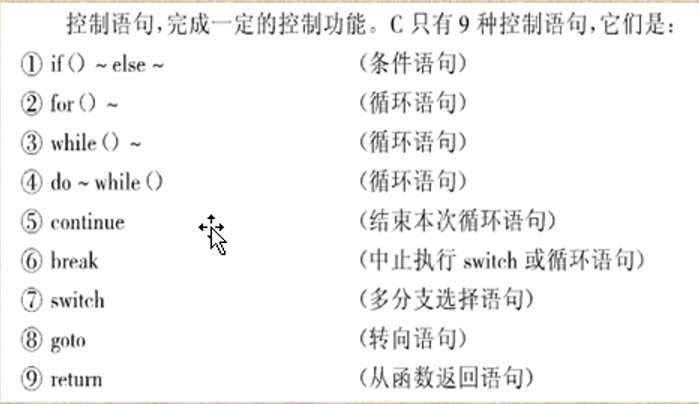 控制语句,完成一定的控制功能。C 只有 9 种控制语句,它们是:
① if() ~ else ~ (条件语句)
② for() ~ (循环语句)
③ while() ~ (循环语句)
④ do ~ while() (循环语句)
⑤ continue (结束本次循环语句)
⑥ break (中止执行 switch 或循环语句)
⑦ switch (多分支选择语句)
⑧ goto (转向语句)
⑨ return (从函数返回语句)